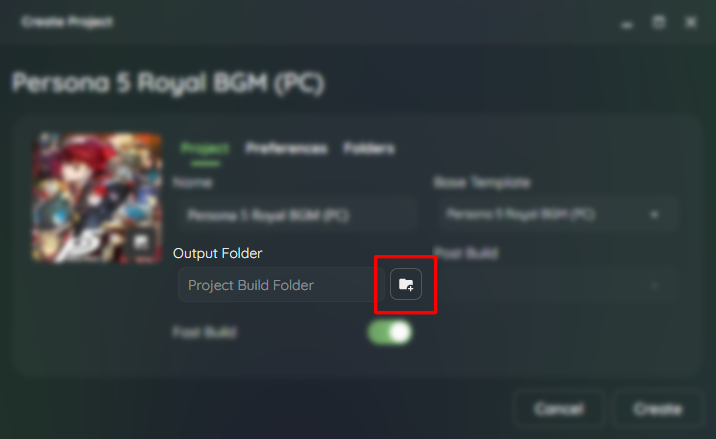 Create Project
Persona 5 Royal BGM (PC)
Project Preferences Folders
Name Base Template
Persona 5 Royal BGM (PC) Persona 5 Royal BGM (PC)
Output Folder Post Build
Project Build Folder
Fast Build
Cancel Create